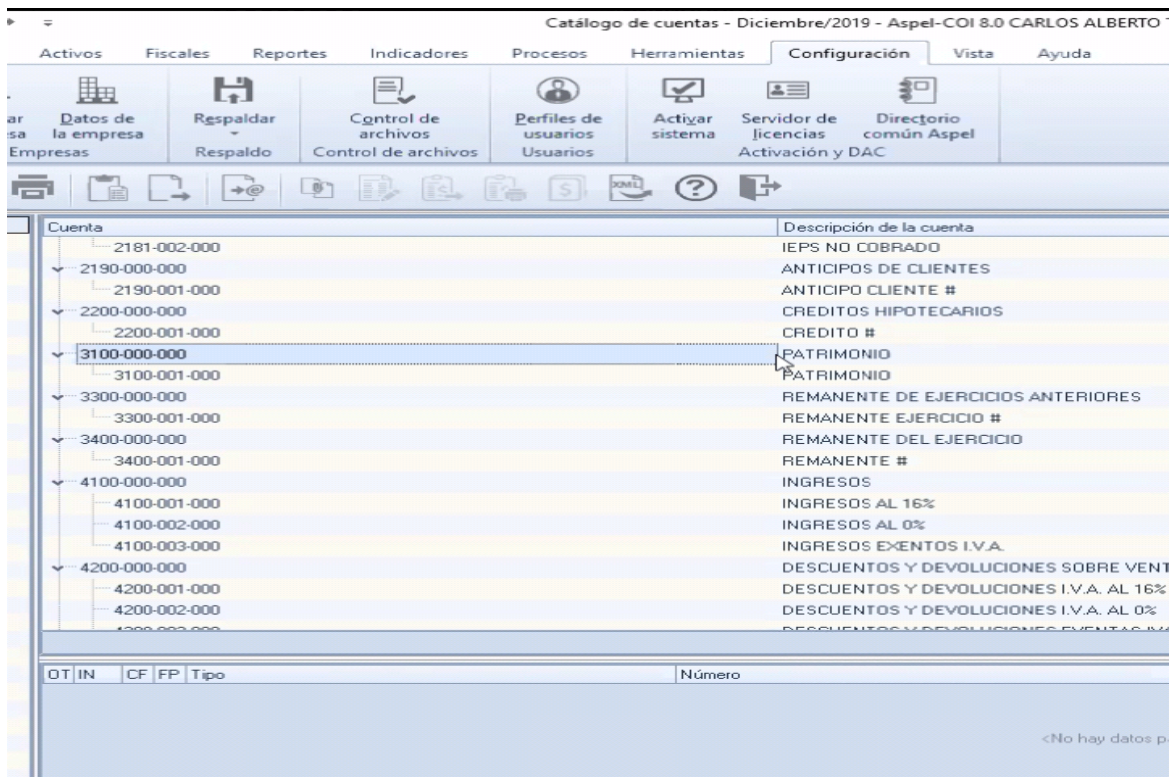 Catálogo de cuentas - Diciembre/2019 - Aspel-COI 8.0 CARLOS ALBERTO
Activos Fiscales Reportes Indicadores Procesos Herramientas Configuración Vista Ayuda
ar Datos de Respaldar Control de Perfiles de Activar Servidor de Directorio
sa la empresa archivos usuarios sistema licencias común Aspel
Empresas Respaldo Control de archivos Usuarios Activación y DAC
XML
Cuenta Descripción de la cuenta
2181-002-000 IEPS NO COBRADO
2190-000-000 ANTICIPOS DE CLIENTES
2190-001-000 ANTICIPO CLIENTE #
2200-000-000 CREDITOS HIPOTECARIOS
2200-001-000 CREDITO #
3100-000-000 PATRIMONIO
3100-001-000 PATRIMONIO
3300-000-000 REMANENTE DE EJERCICIOS ANTERIORES
3300-001-000 REMANENTE EJERCICIO #
3400-000-000 REMANENTE DEL EJERCICIO
3400-001-000 REMANENTE #
4100-000-000 INGRESOS
4100-001-000 INGRESOS AL 16%
4100-002-000 INGRESOS AL 0%
4100-003-000 INGRESOS EXENTOS I.V.A.
4200-000-000 DESCUENTOS Y DEVOLUCIONES SOBRE VENT
4200-001-000 DESCUENTOS Y DEVOLUCIONES I.V.A. AL 16%
4200-002-000 DESCUENTOS Y DEVOLUCIONES I.V.A. AL 0%
OT IN CF FP Tipo Número
<No hay datos pa